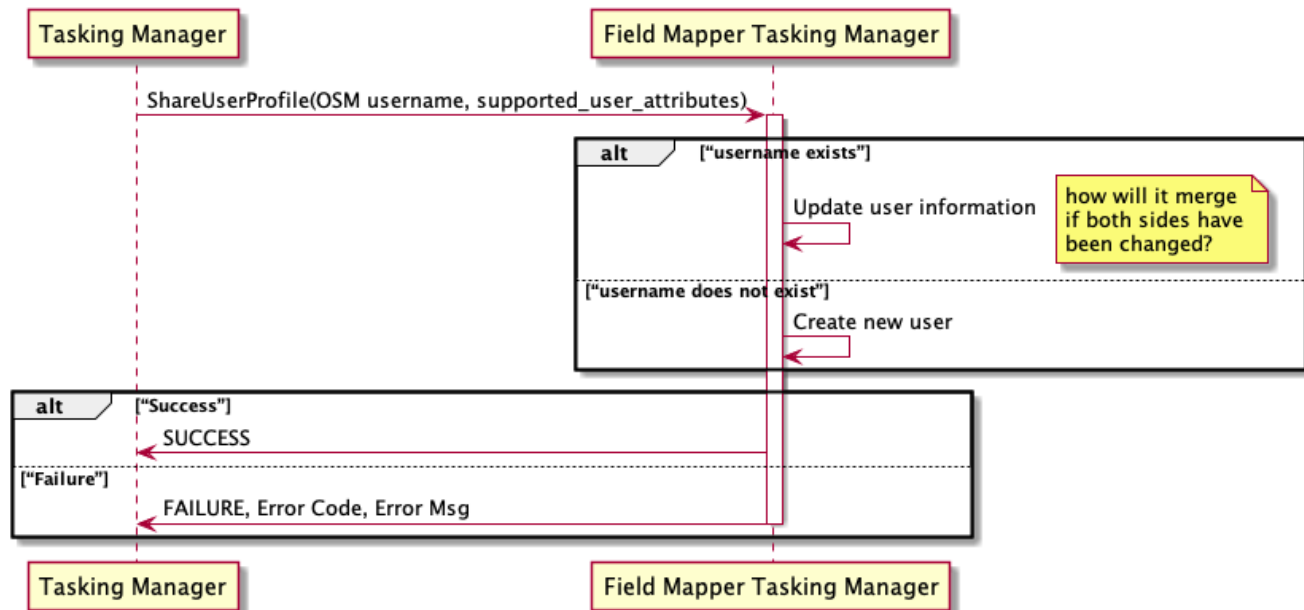 Tasking Manager
Field Mapper Tasking Manager
ShareUserProfile(OSM username, supported_user_attributes)
alt
[“username exists”]
Update user information
how will it merge
if both sides have
been changed?
[“username does not exist”]
Create new user
alt
[“Success”]
SUCCESS
[“Failure”]
FAILURE, Error Code, Error Msg
Tasking Manager
Field Mapper Tasking Manager